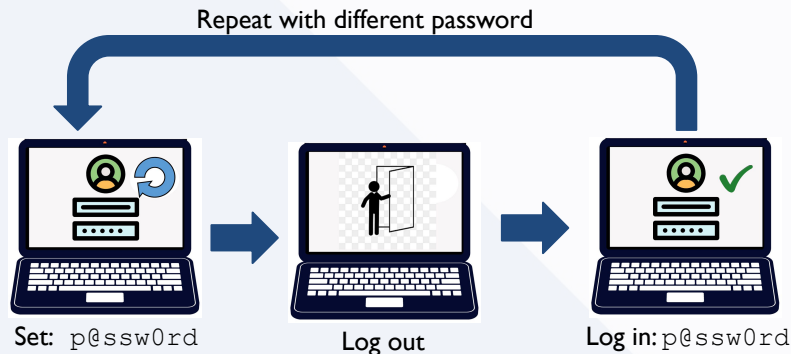 Repeat with different password
Set: p@ssw0rd
Log out
Log in: p@ssw0rd